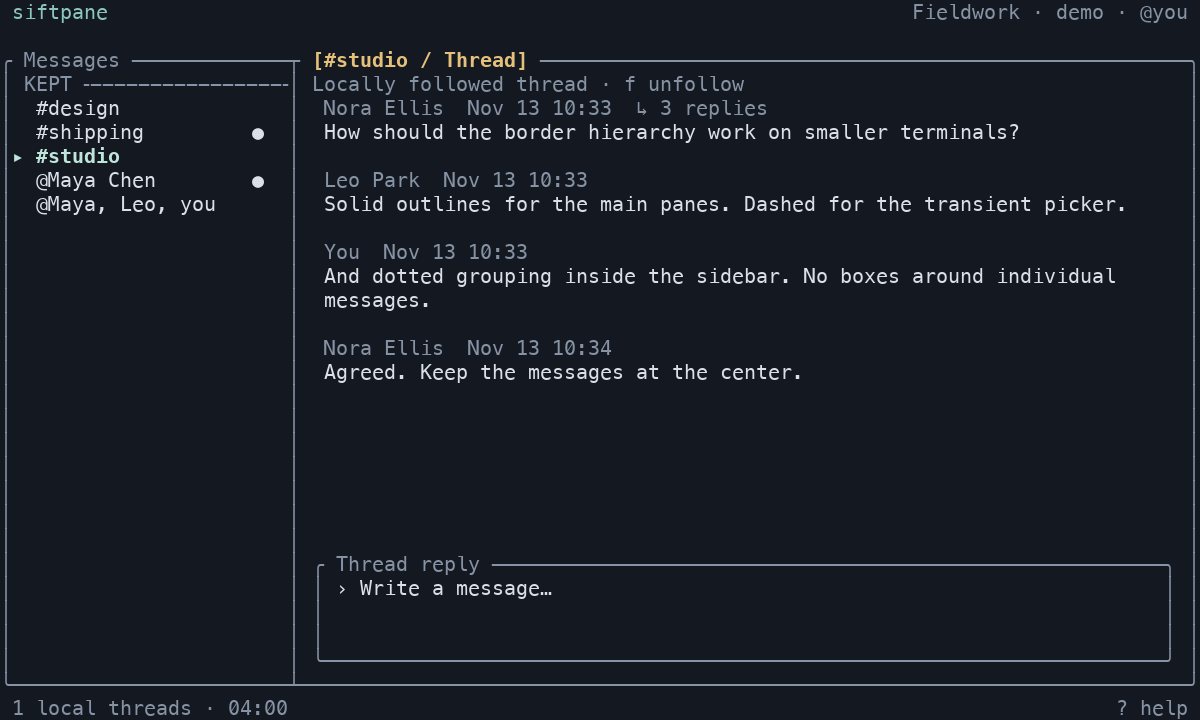 siftpane
Fieldwork · demo · @you
Messages
KEPT
#design
#shipping ●
▸ #studio
@Maya Chen ●
@Maya, Leo, you
[#studio / Thread]
Locally followed thread · f unfollow
Nora Ellis  Nov 13 10:33  ↳ 3 replies
How should the border hierarchy work on smaller terminals?
Leo Park  Nov 13 10:33
Solid outlines for the main panes. Dashed for the transient picker.
You  Nov 13 10:33
And dotted grouping inside the sidebar. No boxes around individual
messages.
Nora Ellis  Nov 13 10:34
Agreed. Keep the messages at the center.
Thread reply
› Write a message…
1 local threads · 04:00
? help